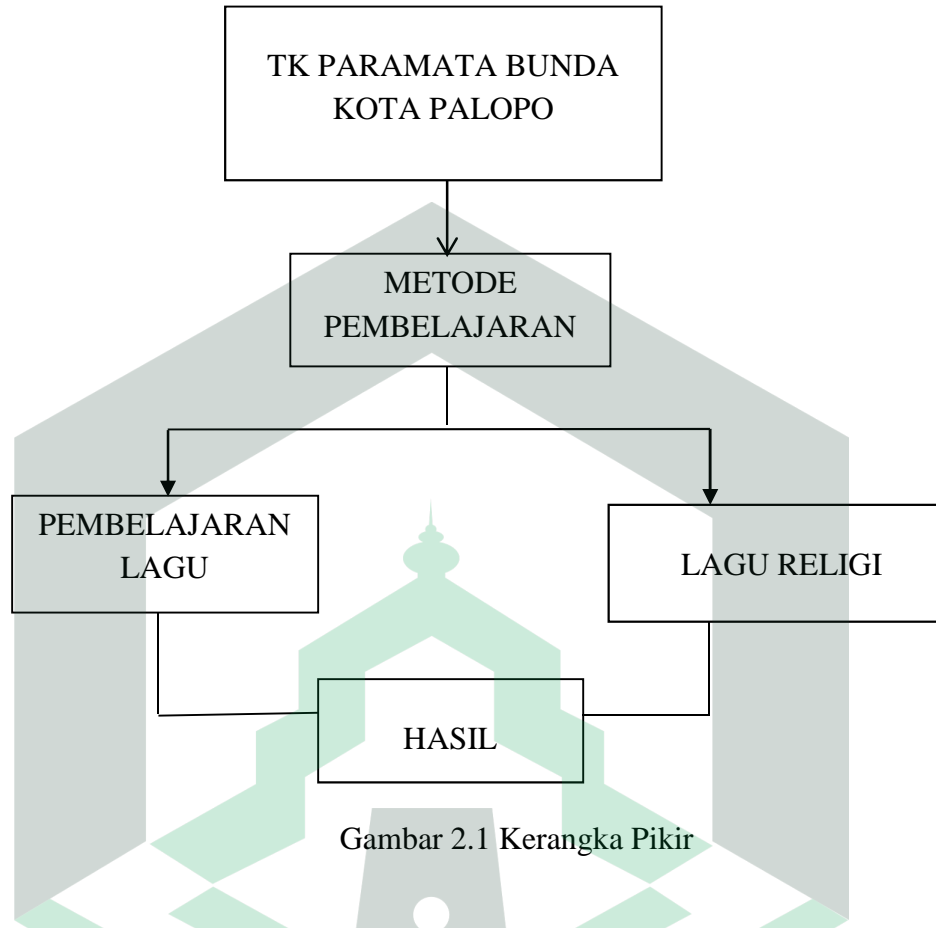 TK PARAMATA BUNDA
KOTA PALOPO
METODE
PEMBELAJARAN
PEMBELAJARAN
LAGU
LAGU RELIGI
HASIL
Gambar 2.1 Kerangka Pikir